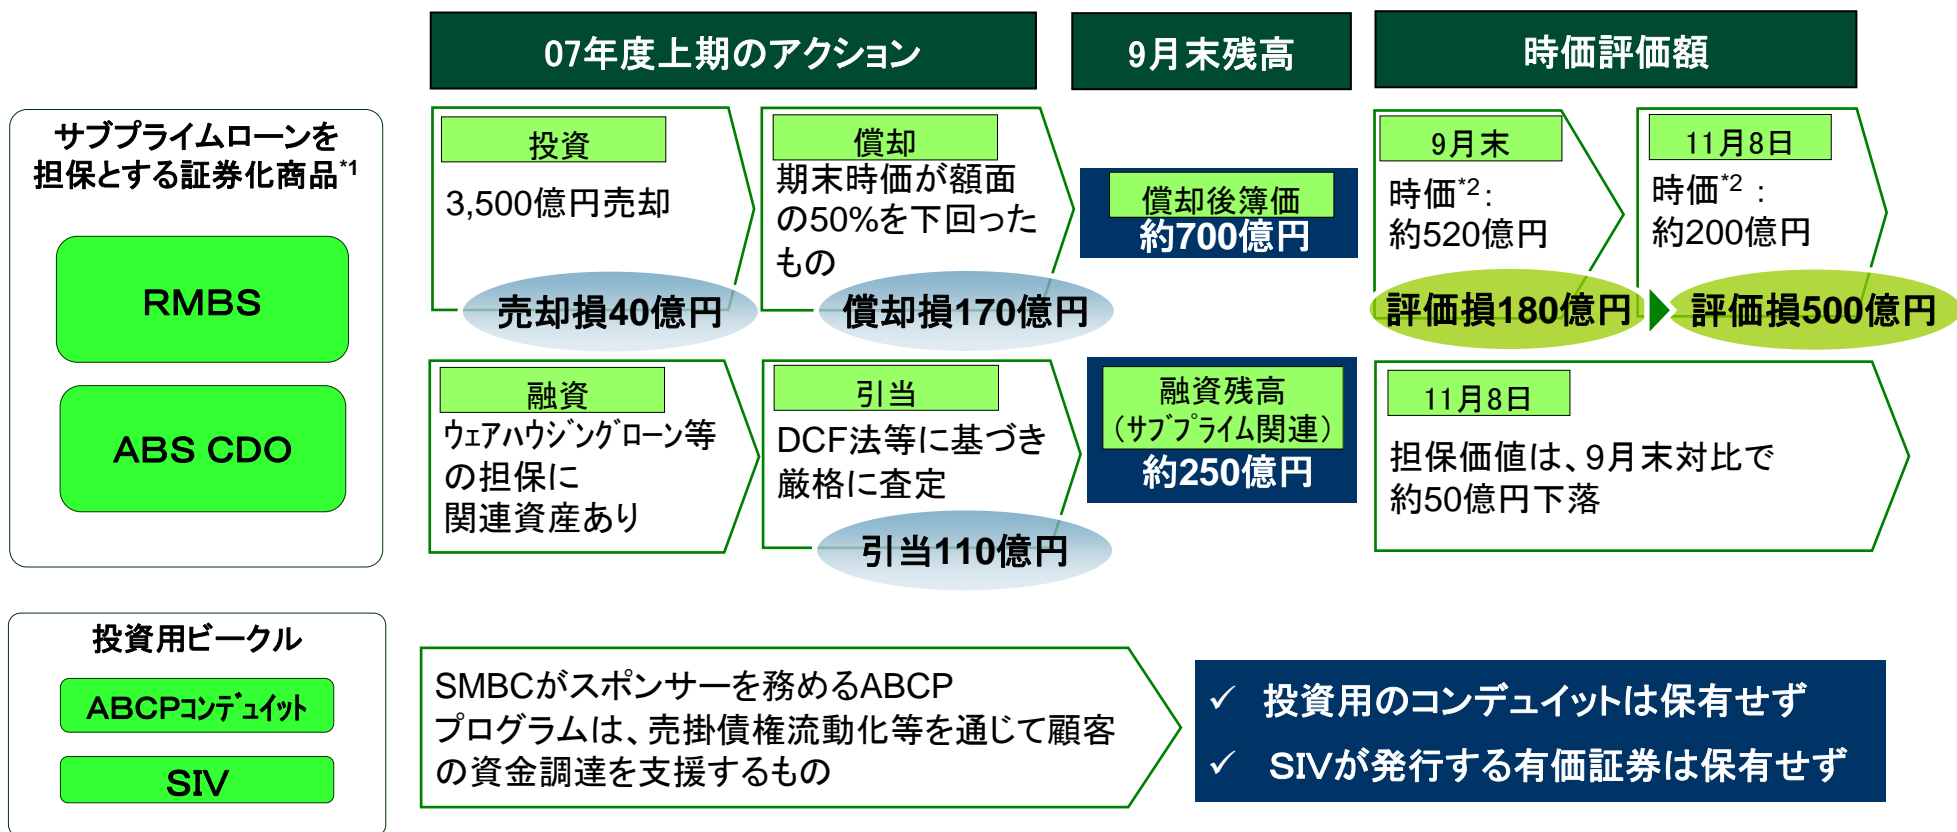 07年度上期のアクション
9月末残高
時価評価額
サブプライムローンを
担保とする証券化商品*1
RMBS
ABS CDO
投資
3,500億円売却
売却損40億円
償却
期末時価が額面
の50%を下回った
もの
償却損170億円
償却後簿価
約700億円
9月末
時価*2:
約520億円
評価損180億円
11月8日
時価*2 :
約200億円
評価損500億円
融資
ウェアハウジングローン等
の担保に
関連資産あり
引当
DCF法等に基づき
厳格に査定
引当110億円
融資残高
(サブプライム関連)
約250億円
11月8日
担保価値は、9月末対比で
約50億円下落
投資用ビークル
ABCPコンデュイット
SIV
SMBCがスポンサーを務めるABCP
プログラムは、売掛債権流動化等を通じて顧客
の資金調達を支援するもの
✓ 投資用のコンデュイットは保有せず
✓ SIVが発行する有価証券は保有せず